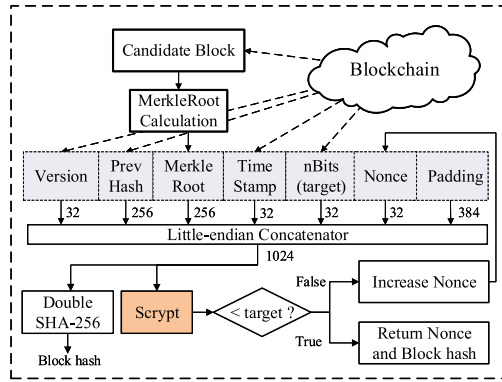 Candidate Block
Blockchain
MerkleRoot
Calculation
Version
Prev
Hash
Merkle
Root
Time
Stamp
nBits
(target)
Nonce
Padding
32
256
256
32
32
32
384
Little-endian Concatenator
1024
Double
SHA-256
Scrypt
< target ?
False
True
Increase Nonce
Return Nonce
and Block hash
Block hash